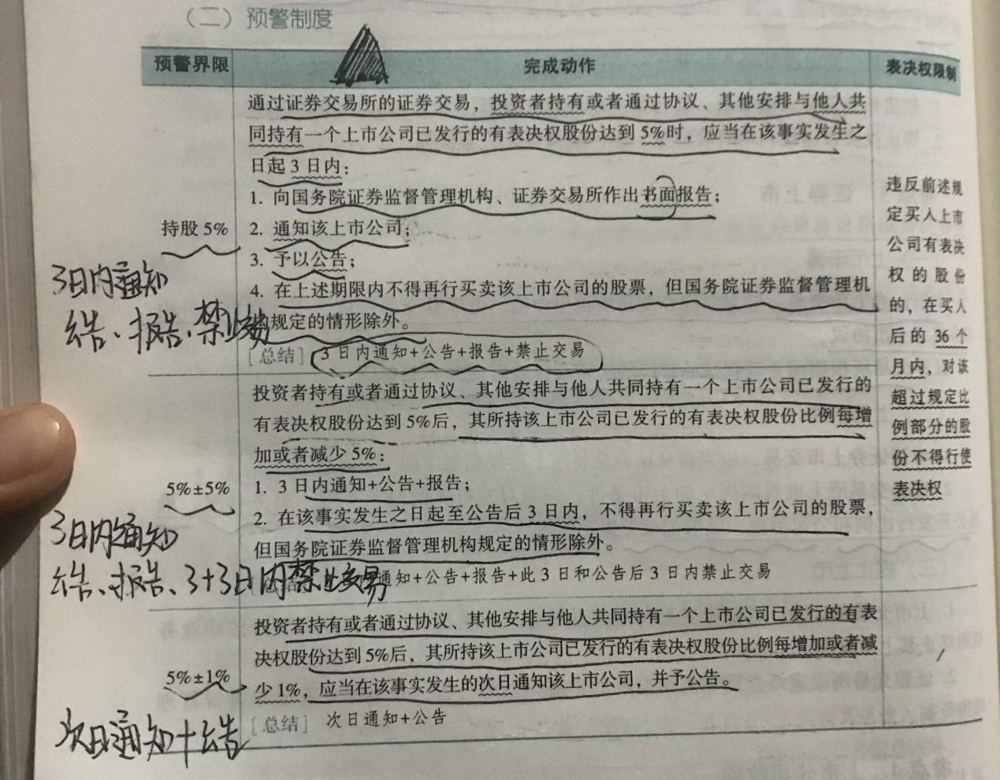 （二）预警制度
预警界限 完成动作 表决权限制
通过证券交易所的证券交易，投资者持有或者通过协议、其他安排与他人共
同持有一个上市公司已发行的有表决权股份达到 5%时，应当在该事实发生之
日起 3 日内：
1. 向国务院证券监督管理机构、证券交易所作出书面报告；
持股 5%
2. 通知该上市公司；
3. 予以公告；
4. 在上述期限内不得再行买卖该上市公司的股票，但国务院证券监督管理机
规定的情形除外。
[总结] 3 日内通知+公告+报告+禁止交易
3日内通知
公告、报告、禁止交易
投资者持有或者通过协议、其他安排与他人共同持有一个上市公司已发行的
有表决权股份达到 5%后，其所持该上市公司已发行的有表决权股份比例每增
加或者减少 5%：
5%±5%
1. 3 日内通知+公告+报告；
2. 在该事实发生之日起至公告后 3 日内，不得再行买卖该上市公司的股票，
但国务院证券监督管理机构规定的情形除外。
[总结] 通知+公告+报告+此 3 日和公告后 3 日内禁止交易
3日内通知
公告、报告、3+3日内禁止交易
投资者持有或者通过协议、其他安排与他人共同持有一个上市公司已发行的有表
决权股份达到 5%后，其所持该上市公司已发行的有表决权股份比例每增加或者减
5%±1%
少 1%，应当在该事实发生的次日通知该上市公司，并予公告。
[总结] 次日通知+公告
次日通知+公告
违反前述规
定买入上市
公司有表决
权的股份
的，在买入
后的 36 个
月内，对该
超过规定比
例部分的股
份不得行使
表决权